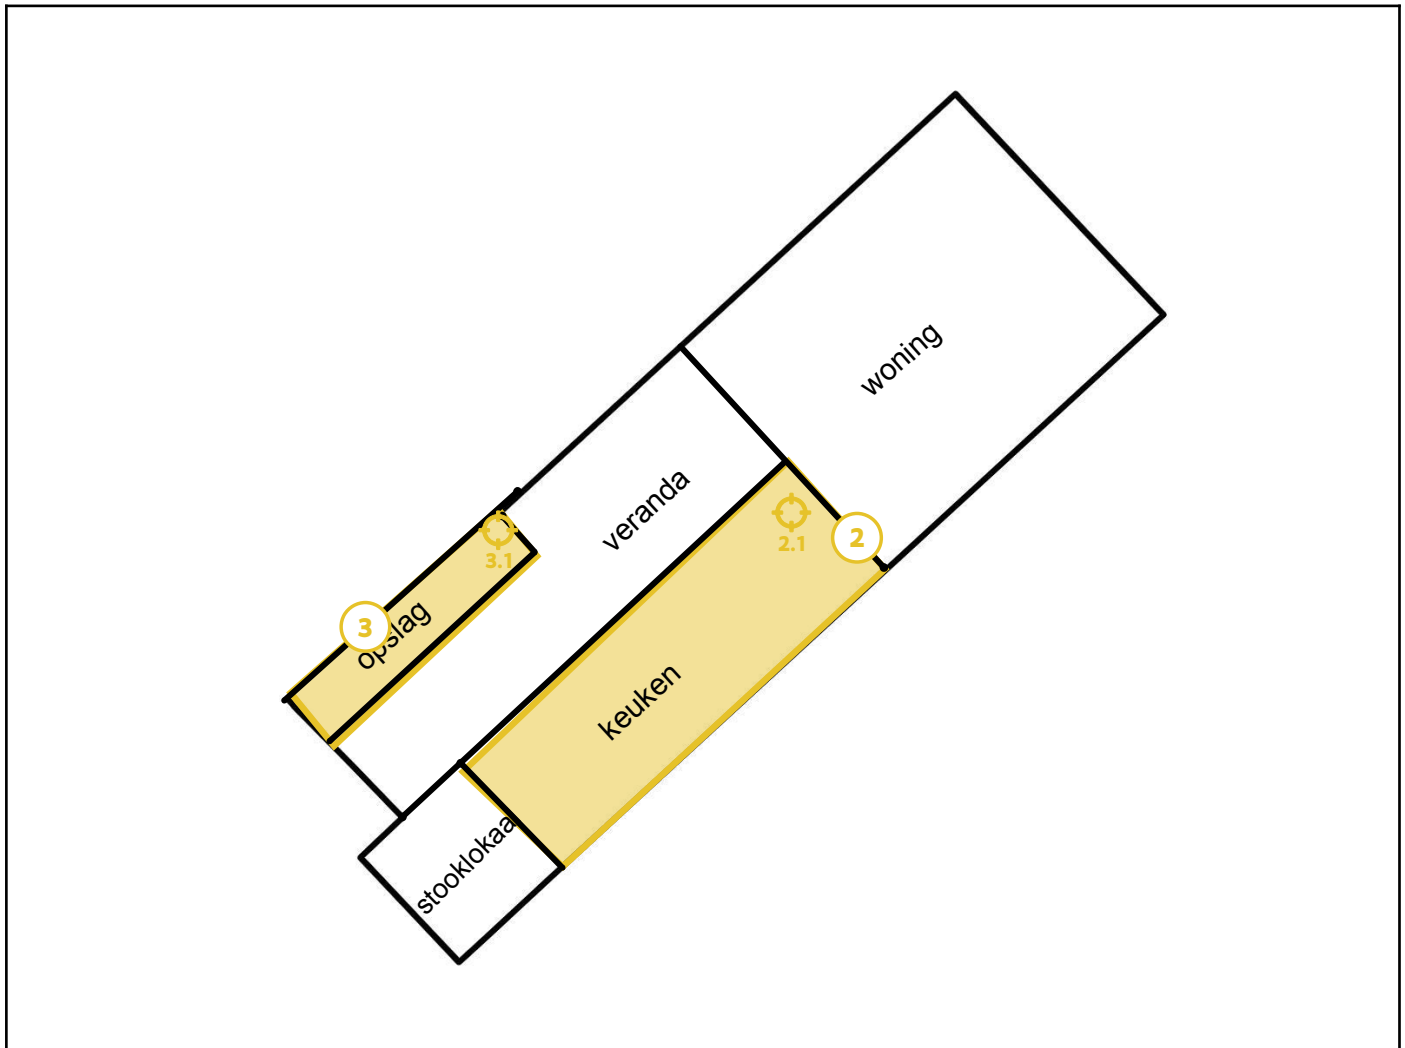 woning
veranda
2.1
2
3.1
3
opslag
keuken
stooklokaa